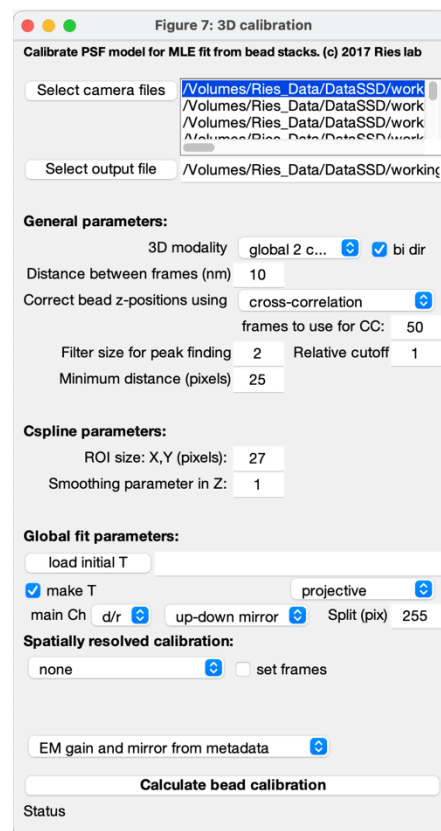 Figure 7: 3D calibration
Calibrate PSF model for MLE fit from bead stacks. (c) 2017 Ries lab
Select camera files /Volumes/Ries_Data/DataSSD/work
/Volumes/Ries_Data/DataSSD/work
/Volumes/Ries_Data/DataSSD/work
/Volumes/Ries_Data/DataSSD/work
Select output file /Volumes/Ries_Data/DataSSD/working
General parameters:
3D modality global 2 c... bi dir
Distance between frames (nm) 10
Correct bead z-positions using cross-correlation
frames to use for CC: 50
Filter size for peak finding 2 Relative cutoff 1
Minimum distance (pixels) 25
Cspline parameters:
ROI size: X,Y (pixels): 27
Smoothing parameter in Z: 1
Global fit parameters:
load initial T
make T projective
main Ch d/r up-down mirror Split (pix) 255
Spatially resolved calibration:
none set frames
EM gain and mirror from metadata
Calculate bead calibration
Status